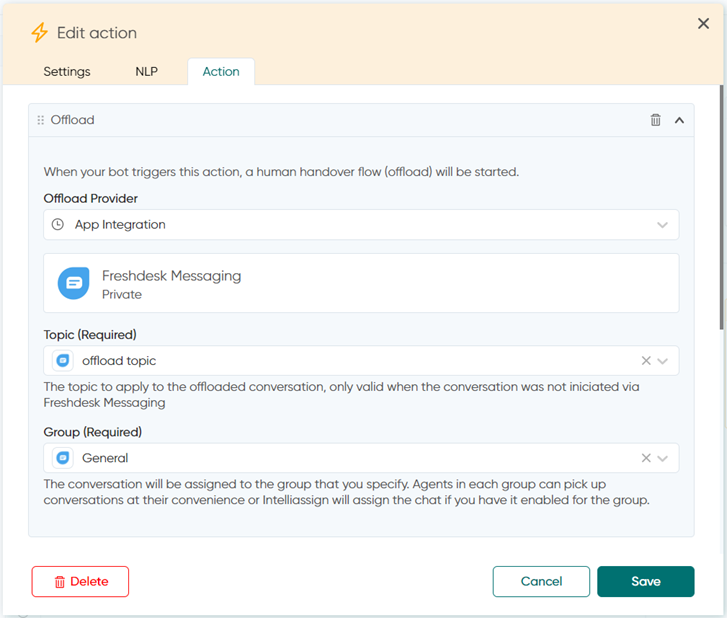 Edit action
Settings
NLP
Action
Offload
When your bot triggers this action, a human handover flow (offload) will be started.
Offload Provider
App Integration
Freshdesk Messaging
Private
Topic (Required)
offload topic
The topic to apply to the offloaded conversation, only valid when the conversation was not iniciated via
Freshdesk Messaging
Group (Required)
General
The conversation will be assigned to the group that you specify. Agents in each group can pick up
conversations at their convenience or Intelliassign will assign the chat if you have it enabled for the group.
Delete
Cancel
Save